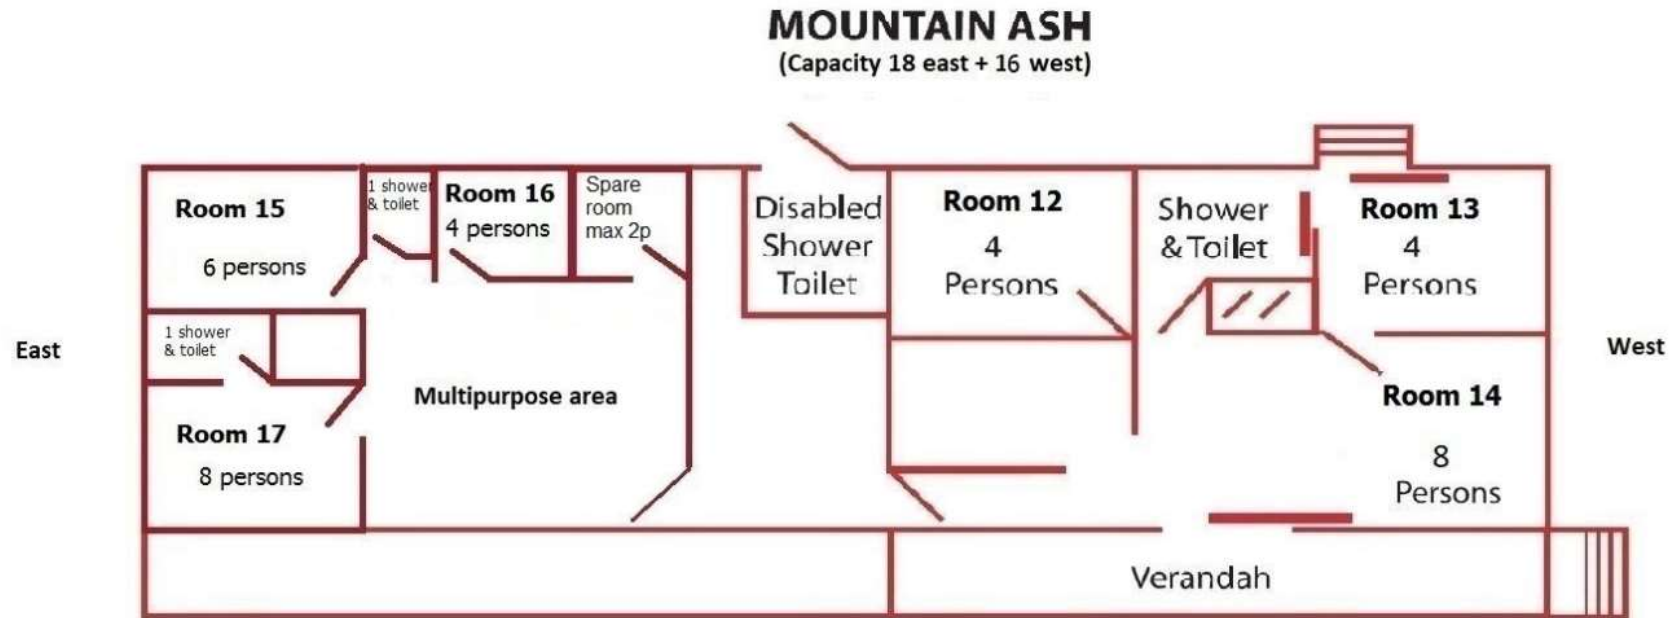 MOUNTAIN ASH
(Capacity 18 east + 16 west)
Room 15
6 persons
1 shower
& toilet
Room 16
4 persons
Spare
room
max 2p
Disabled
Shower
Toilet
Room 12
4
Persons
Shower
& Toilet
Room 13
4
Persons
East
1 shower
& toilet
Multipurpose area
Room 17
8 persons
West
Room 14
8
Persons
Verandah